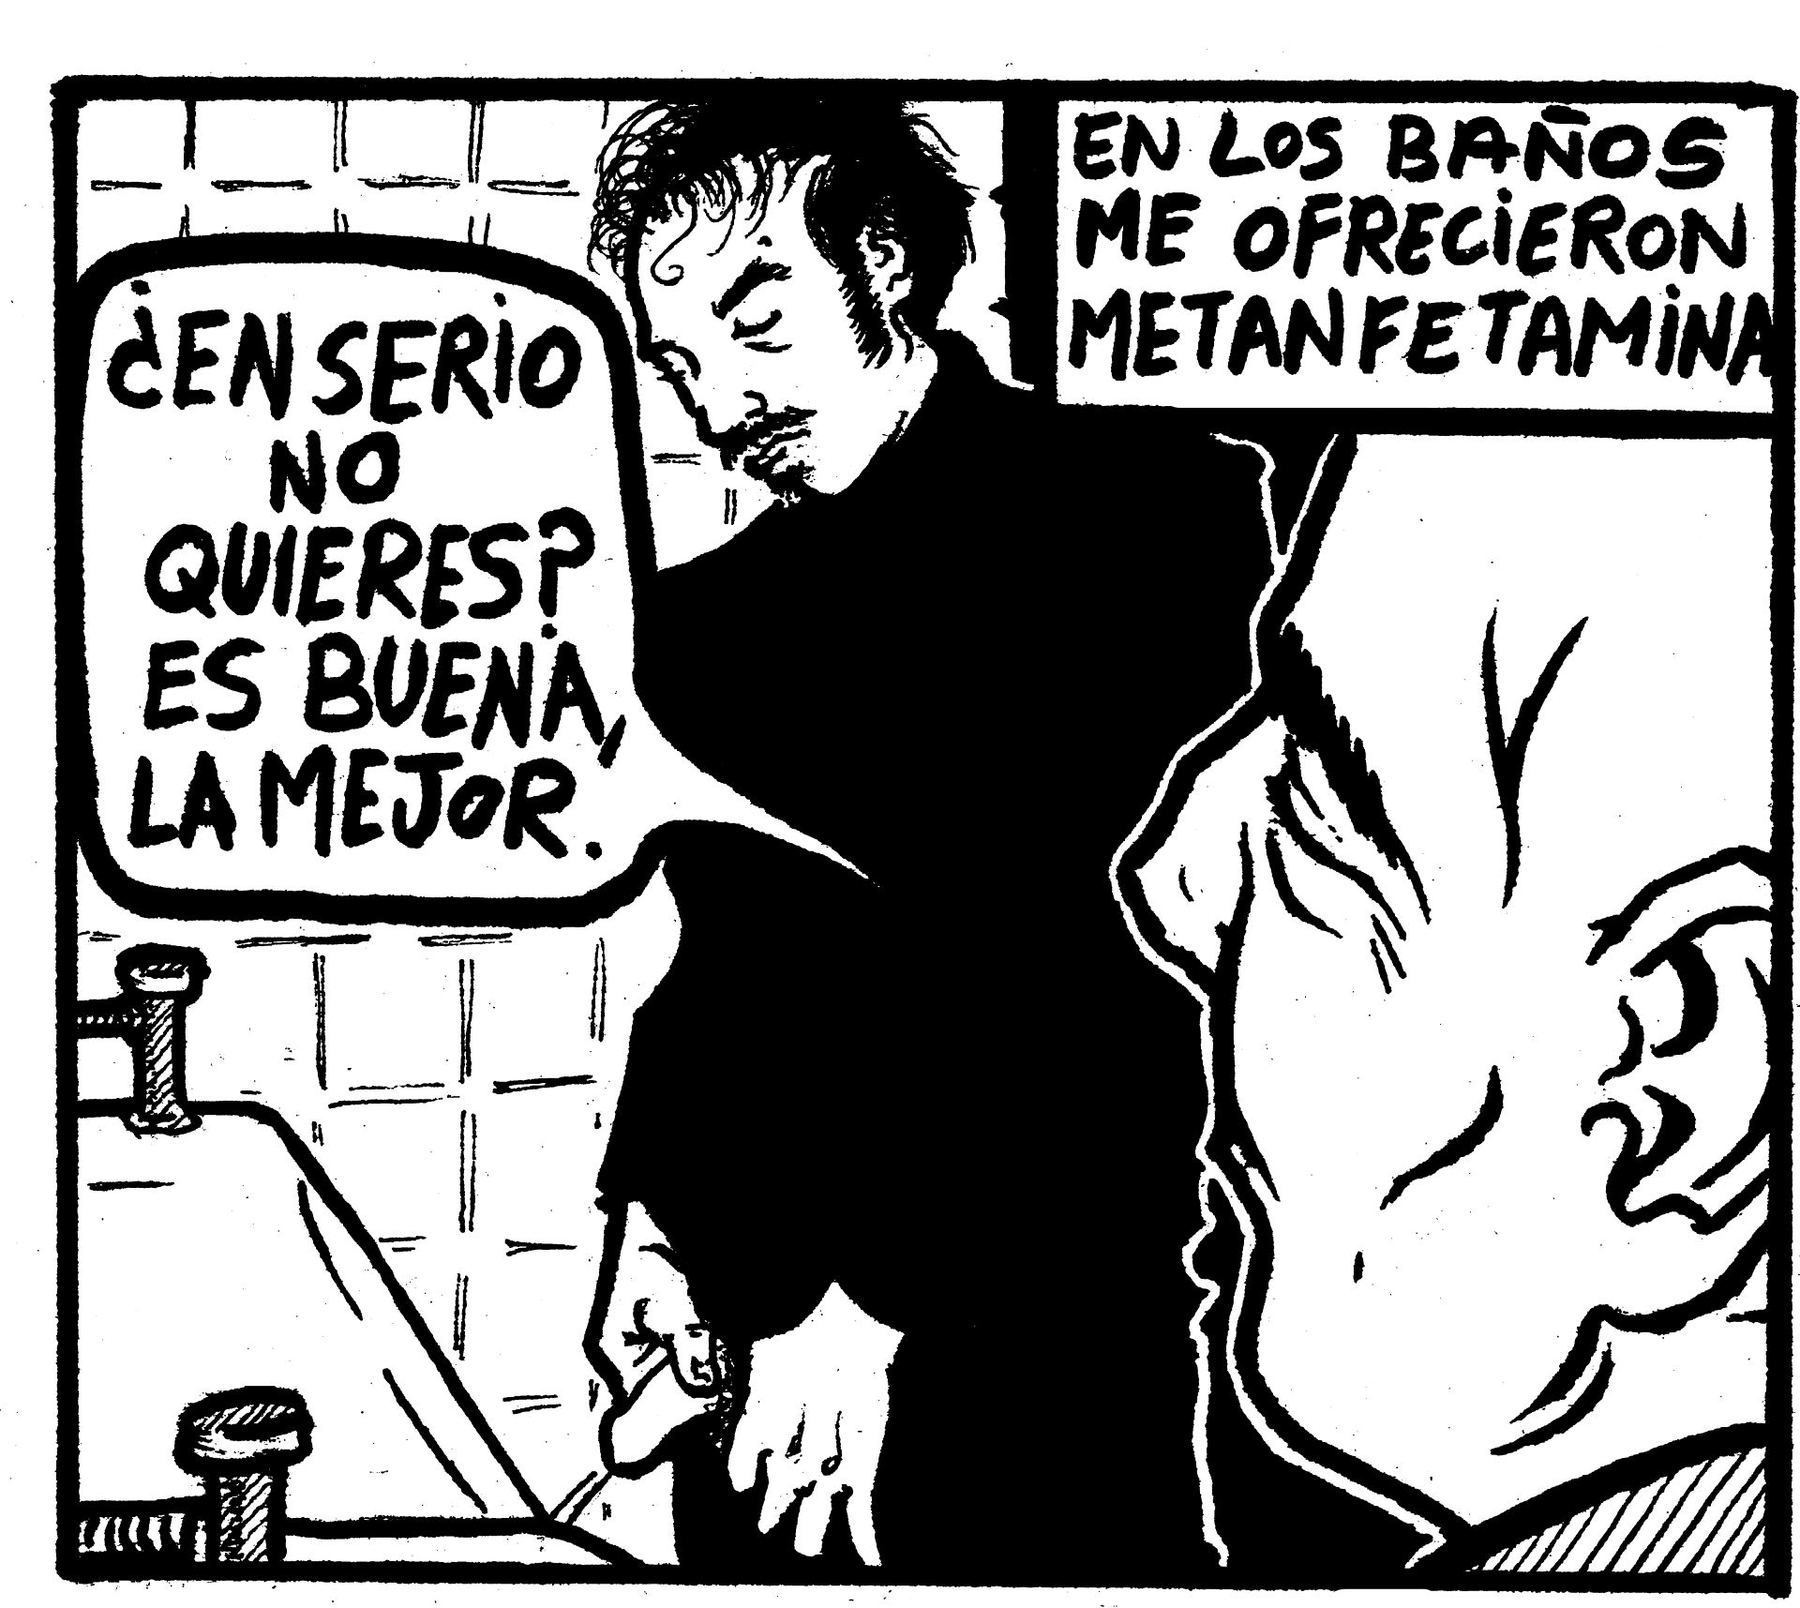 EN LOS BAÑOS
ME OFRECIERON
METANFETAMINA
¿EN SERIO
NO
QUIERES?
ES BUENA,
LA MEJOR.